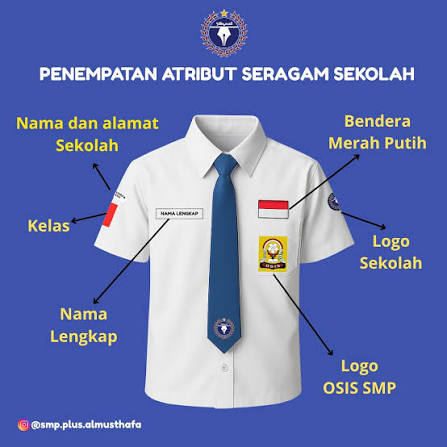 PENEMPATAN ATRIBUT SERAGAM SEKOLAH
Nama dan alamat
Sekolah
Bendera
Merah Putih
Kelas
NAMA LENGKAP
Logo
Sekolah
OSIS
Nama
Lengkap
Logo
OSIS SMP
@smp.plus.almusthafa